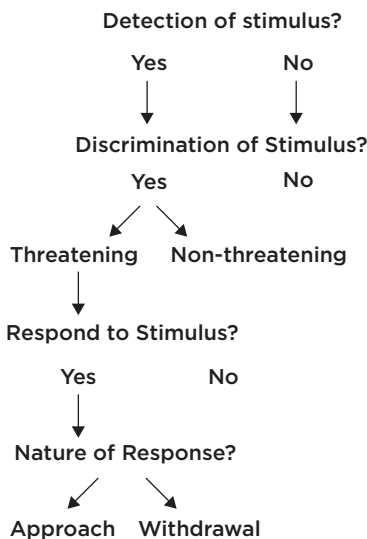 Detection of stimulus?
Yes No
Discrimination of Stimulus?
Yes No
Threatening Non-threatening
Respond to Stimulus?
Yes No
Nature of Response?
Approach Withdrawal